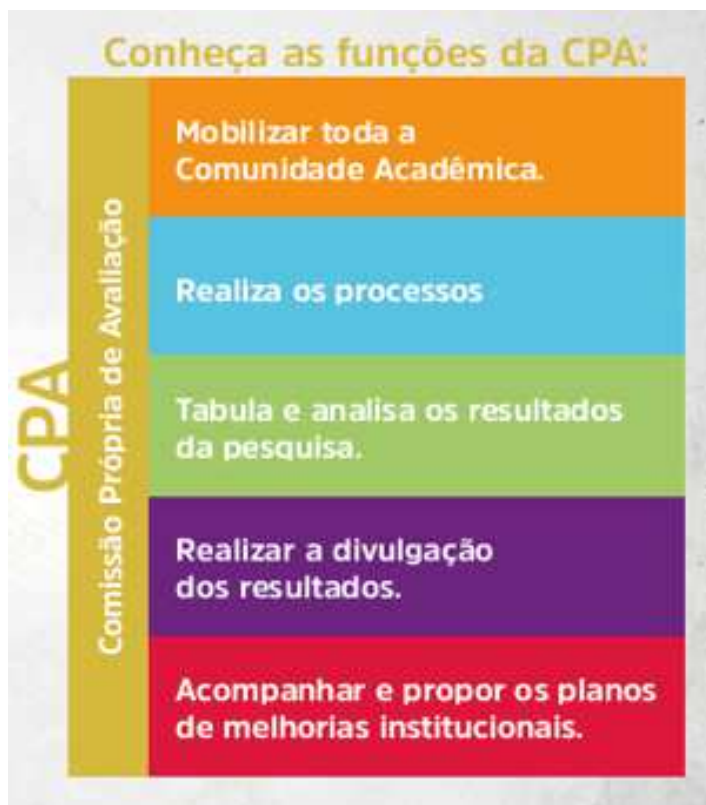 Conheça as funções da CPA:
CPA
Comissão Própria de Avaliação
Mobilizar toda a
Comunidade Acadêmica.
Realiza os processos
Tabula e analisa os resultados
da pesquisa.
Realizar a divulgação
dos resultados.
Acompanhar e propor os planos
de melhorias institucionais.